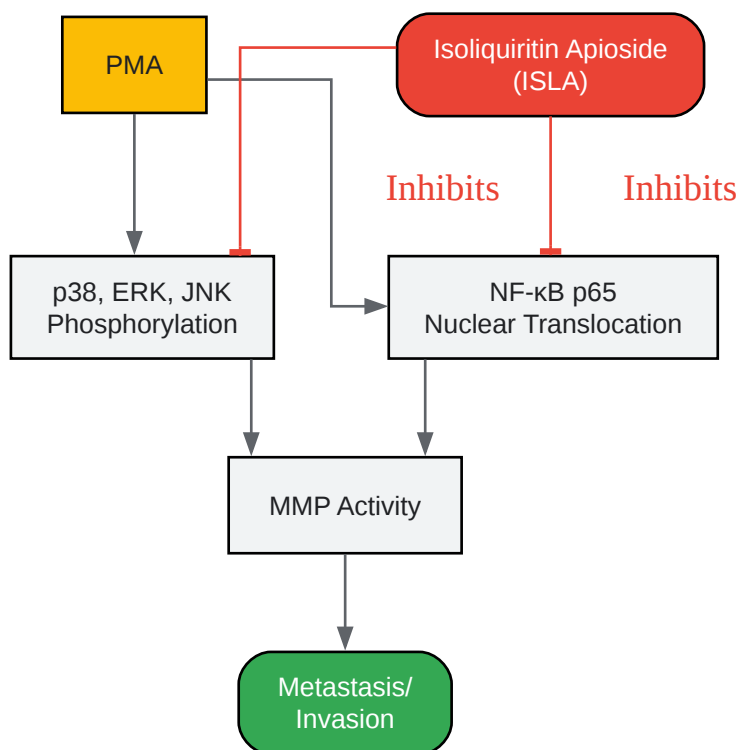 PMA
Isoliquiritin Apioside
(ISLA)
Inhibits
Inhibits
p38, ERK, JNK
Phosphorylation
NF-κB p65
Nuclear Translocation
MMP Activity
Metastasis/
Invasion